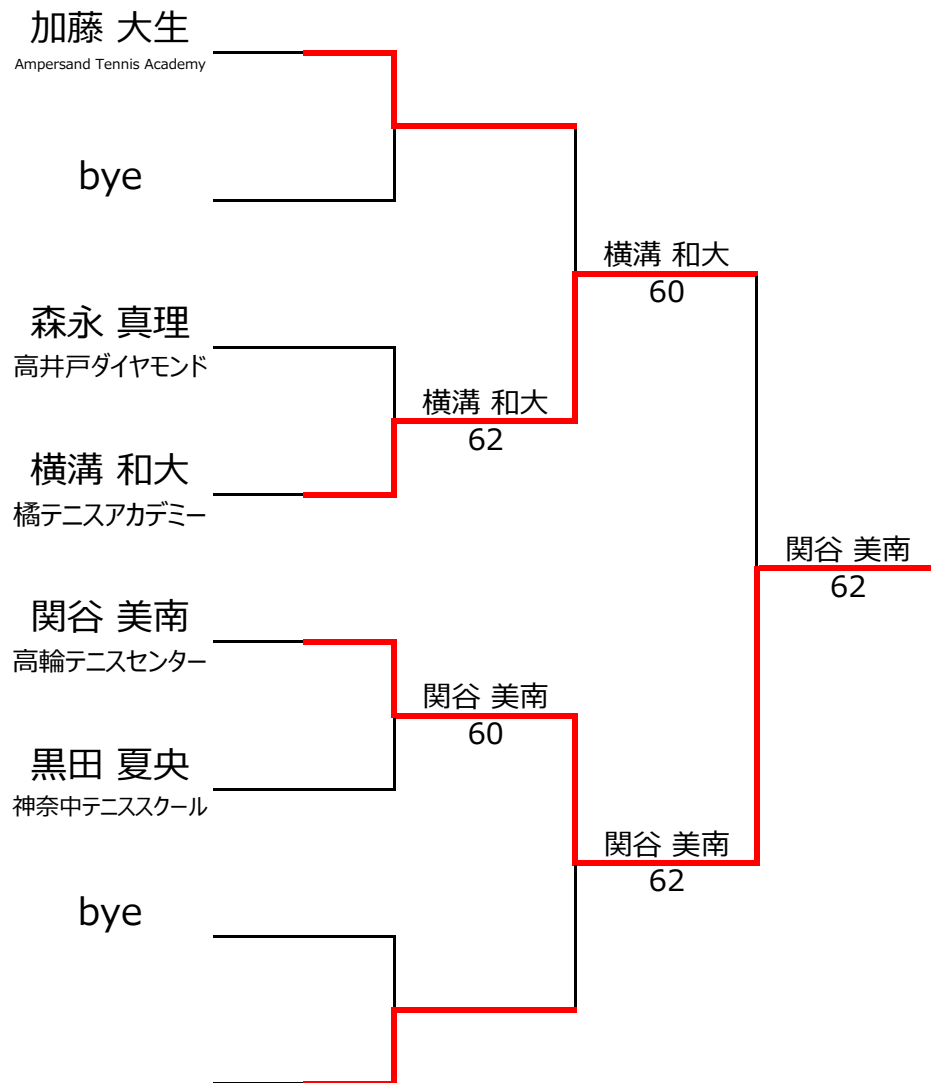 加藤 大生
Ampersand Tennis Academy
bye
横溝 和大
60
森永 真理
高井戸ダイヤモンド
横溝 和大
62
横溝 和大
橘テニスアカデミー
関谷 美南
62
関谷 美南
高輪テニスセンター
関谷 美南
60
黒田 夏央
神奈中テニススクール
関谷 美南
62
bye